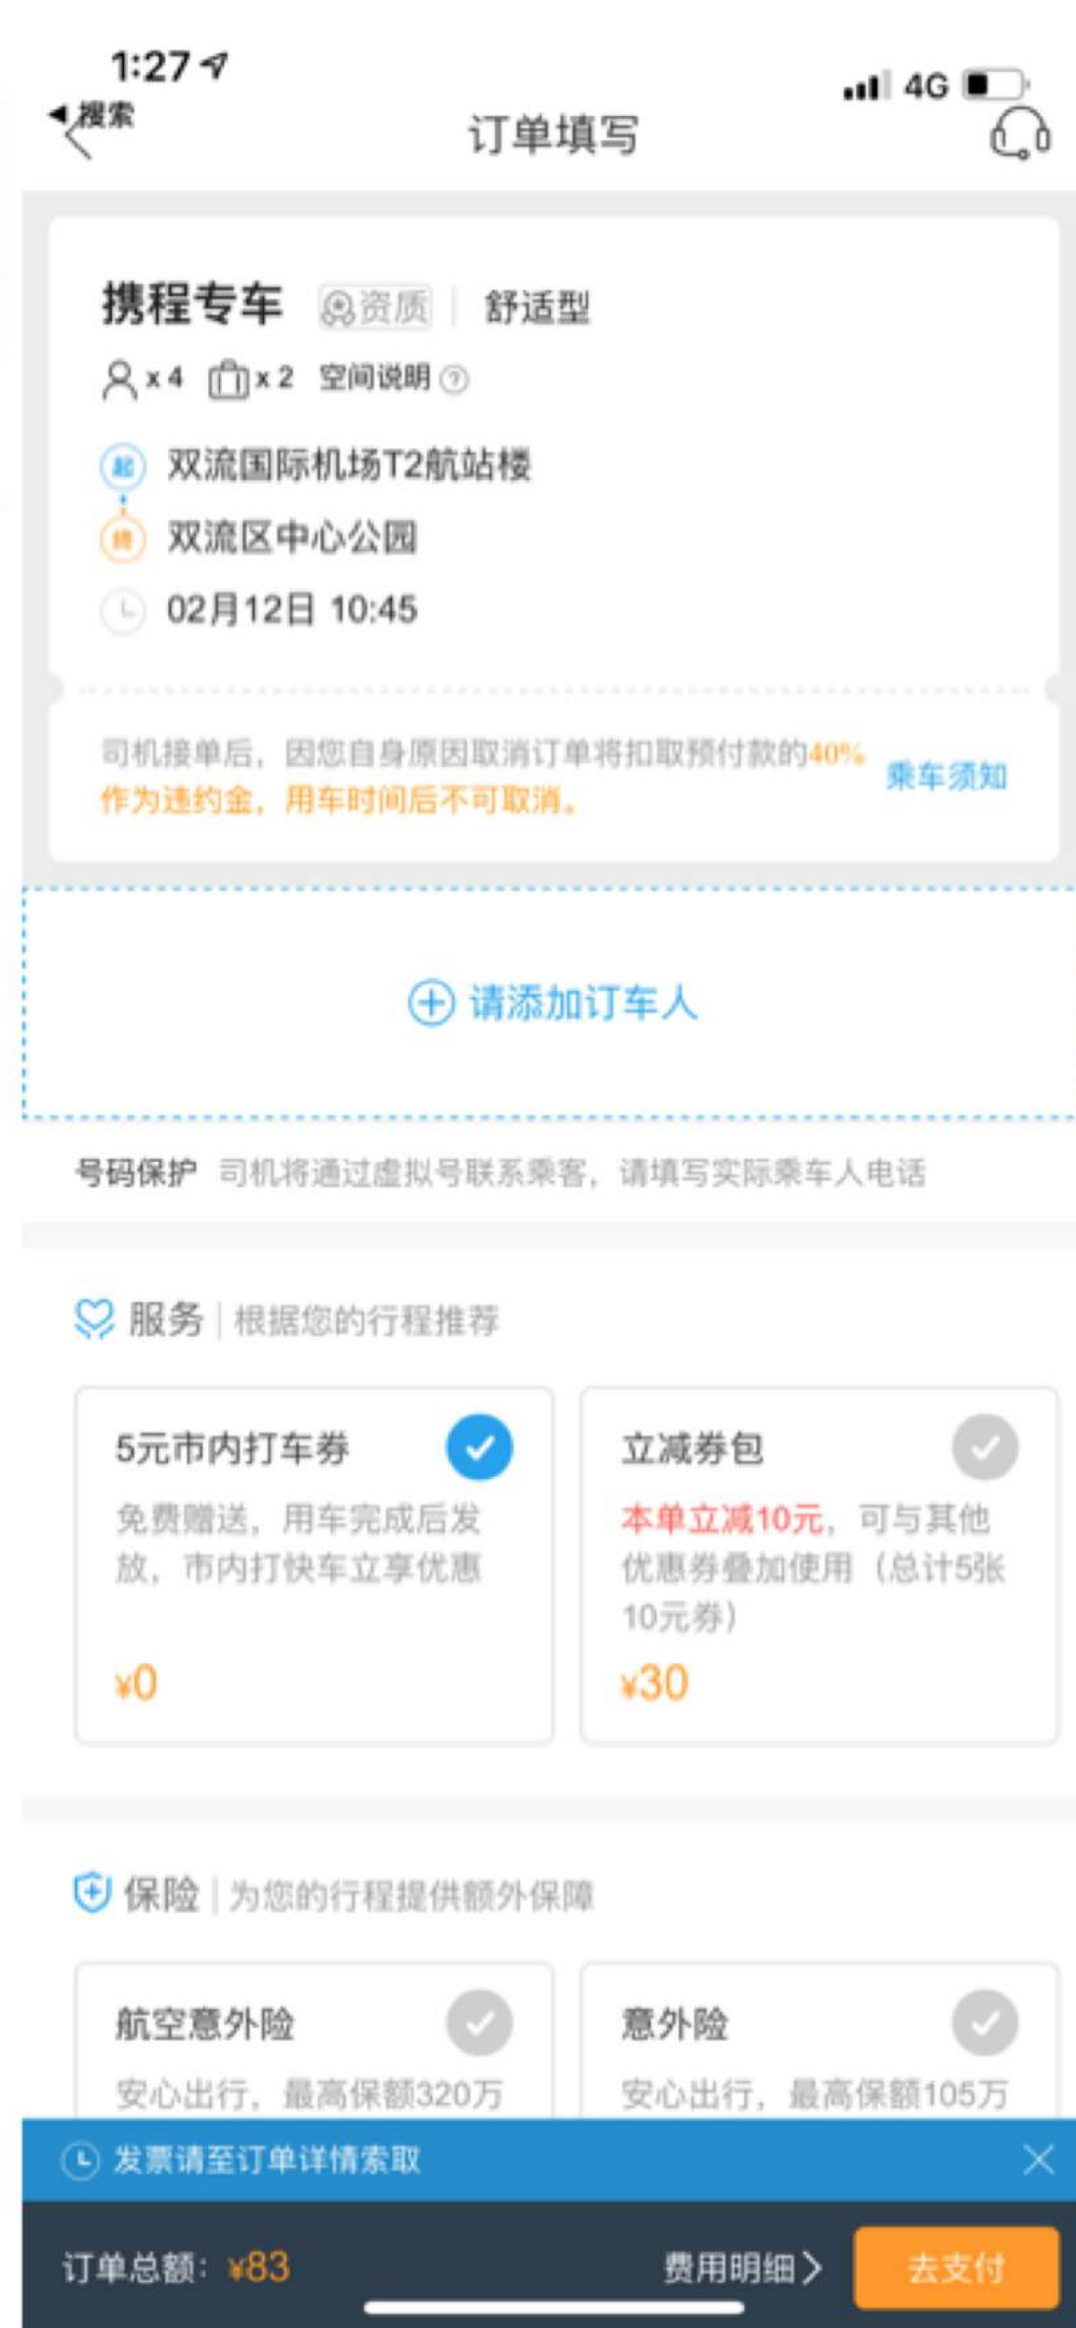 1:27
4G
搜索
订单填写
携程专车 资质 舒适型
x 4 x 2 空间说明 ?
起 双流国际机场T2航站楼
终 双流区中心公园
02月12日 10:45
司机接单后，因您自身原因取消订单将扣取预付款的40%
作为违约金，用车时间后不可取消。
乘车须知
请添加订车人
号码保护 司机将通过虚拟号联系乘客，请填写实际乘车人电话
服务 根据您的行程推荐
5元市内打车券
免费赠送，用车完成后发
放，市内打快车立享优惠
¥0
立减券包
本单立减10元，可与其他
优惠券叠加使用（总计5张
10元券）
¥30
保险 为您的行程提供额外保障
航空意外险
安心出行，最高保额320万
意外险
安心出行，最高保额105万
发票请至订单详情索取
订单总额：¥83 费用明细 去支付